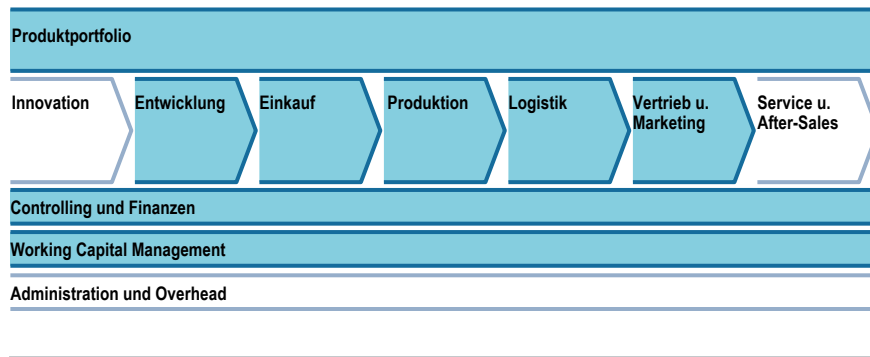 Produktportfolio
Innovation
Entwicklung
Einkauf
Produktion
Logistik
Vertrieb u.
Marketing
Service u.
After-Sales
Controlling und Finanzen
Working Capital Management
Administration und Overhead